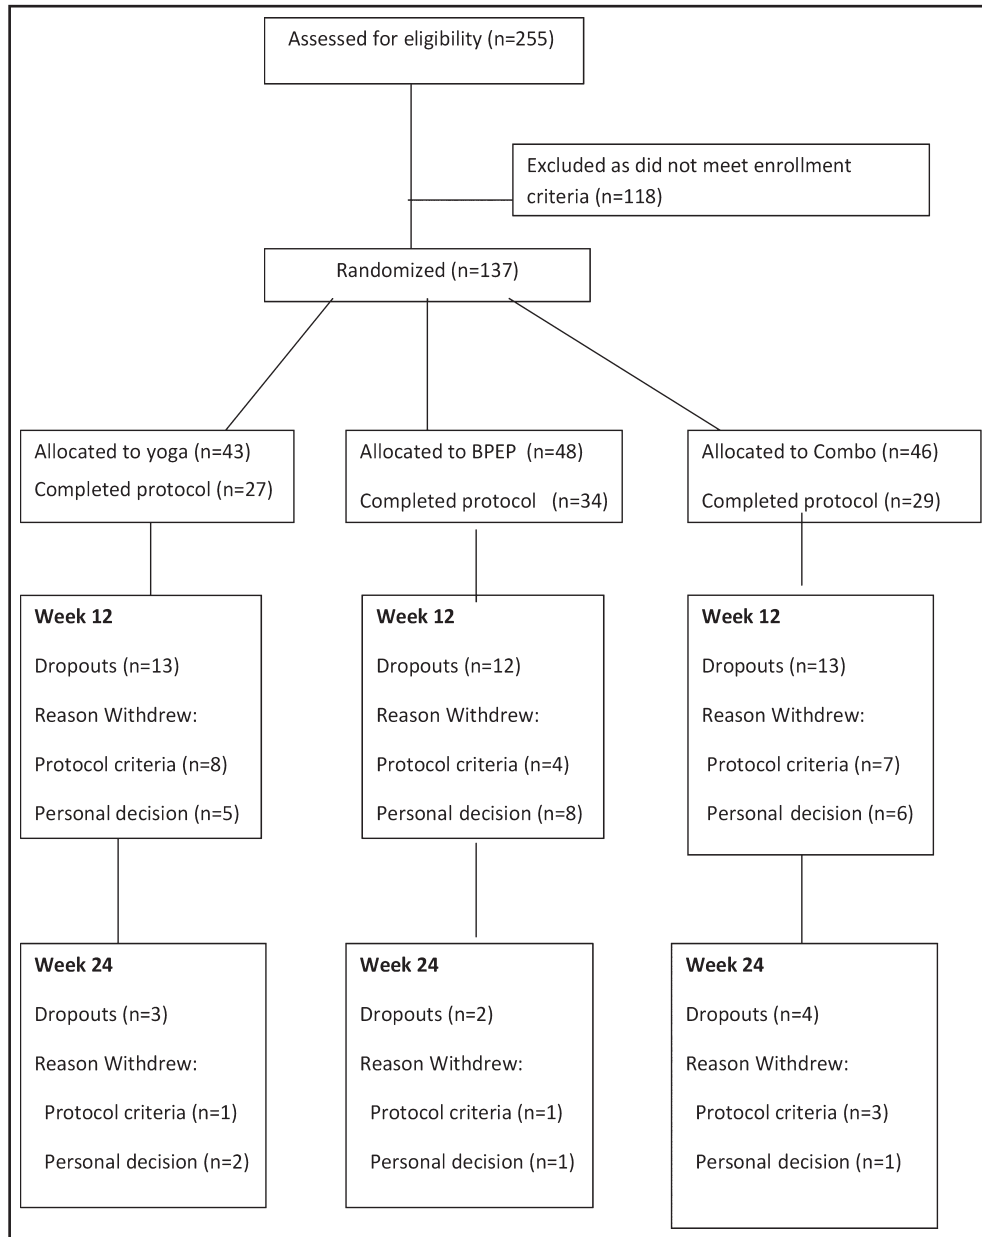 Assessed for eligibility (n=255)
Excluded as did not meet enrollment
criteria (n=118)
Randomized (n=137)
Allocated to yoga (n=43)
Completed protocol (n=27)
Allocated to BPEP (n=48)
Completed protocol (n=34)
Allocated to Combo (n=46)
Completed protocol (n=29)
Week 12
Dropouts (n=13)
Reason Withdrew:
Protocol criteria (n=8)
Personal decision (n=5)
Week 12
Dropouts (n=12)
Reason Withdrew:
Protocol criteria (n=4)
Personal decision (n=8)
Week 12
Dropouts (n=13)
Reason Withdrew:
Protocol criteria (n=7)
Personal decision (n=6)
Week 24
Dropouts (n=3)
Reason Withdrew:
Protocol criteria (n=1)
Personal decision (n=2)
Week 24
Dropouts (n=2)
Reason Withdrew:
Protocol criteria (n=1)
Personal decision (n=1)
Week 24
Dropouts (n=4)
Reason Withdrew:
Protocol criteria (n=3)
Personal decision (n=1)